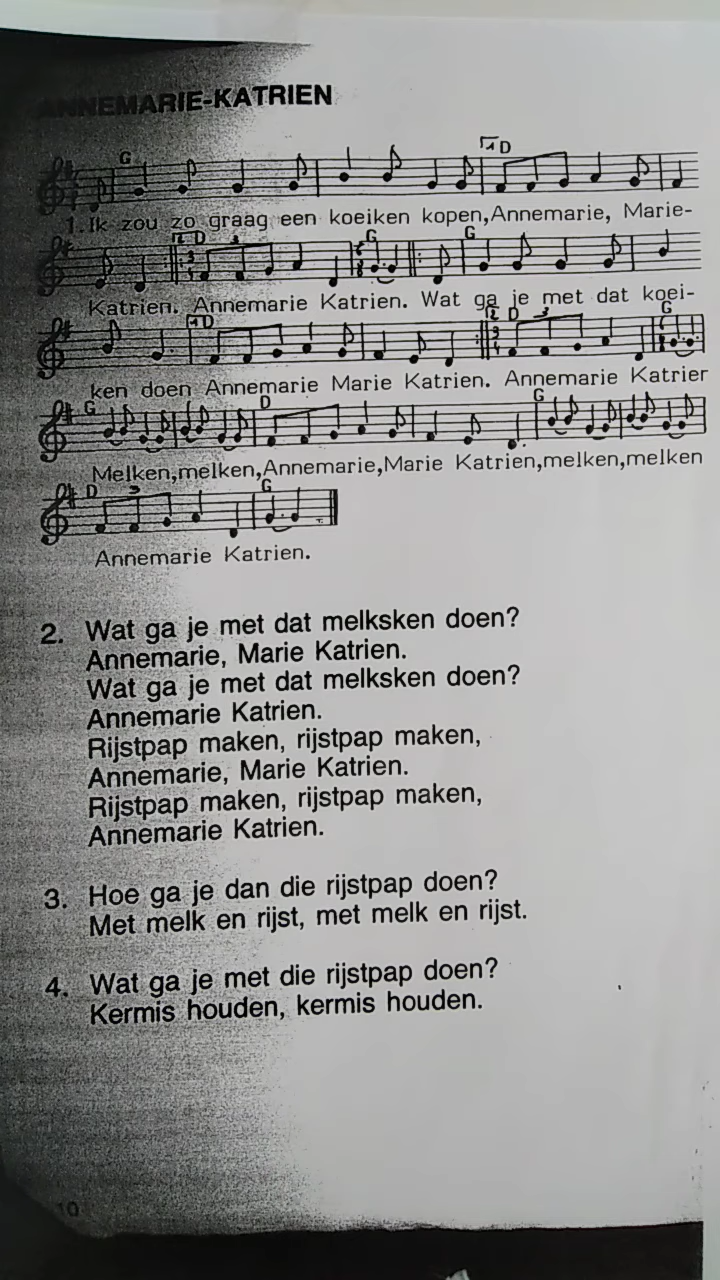 ANNEMARIE-KATRIEN
G D
1. Ik zou zo graag een koeiken kopen, Annemarie, Marie-
D G G
Katrien. Annemarie Katrien. Wat ga je met dat koei-
D D G
ken doen Annemarie Marie Katrien. Annemarie Katrier
G D G
Melken,melken,Annemarie,Marie Katrien,melken,melken
D G
Annemarie Katrien.
2. Wat ga je met dat melksken doen?
Annemarie, Marie Katrien.
Wat ga je met dat melksken doen?
Annemarie Katrien.
Rijstpap maken, rijstpap maken,
Annemarie, Marie Katrien.
Rijstpap maken, rijstpap maken,
Annemarie Katrien.
3. Hoe ga je dan die rijstpap doen?
Met melk en rijst, met melk en rijst.
4. Wat ga je met die rijstpap doen?
Kermis houden, kermis houden.
10